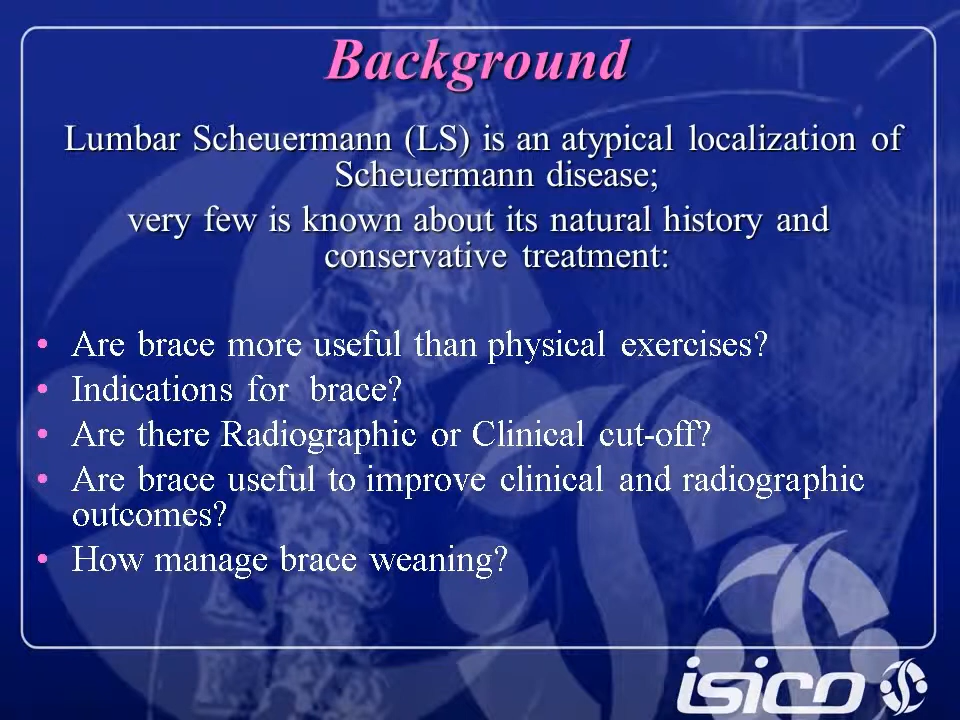 Background
Lumbar Scheuermann (LS) is an atypical localization of
Scheuermann disease;
very few is known about its natural history and
conservative treatment:
• Are brace more useful than physical exercises?
• Indications for brace?
• Are there Radiographic or Clinical cut-off?
• Are brace useful to improve clinical and radiographic
outcomes?
• How manage brace weaning?
isico